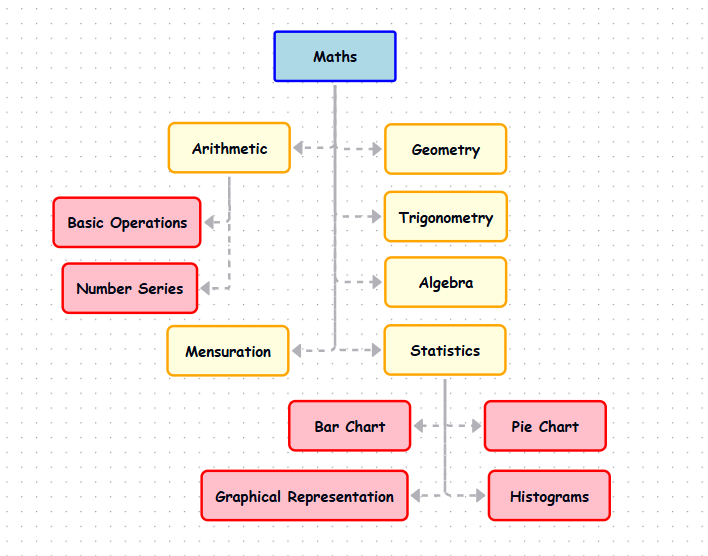 Maths
Arithmetic
Geometry
Basic Operations
Trigonometry
Number Series
Algebra
Mensuration
Statistics
Bar Chart
Pie Chart
Graphical Representation
Histograms